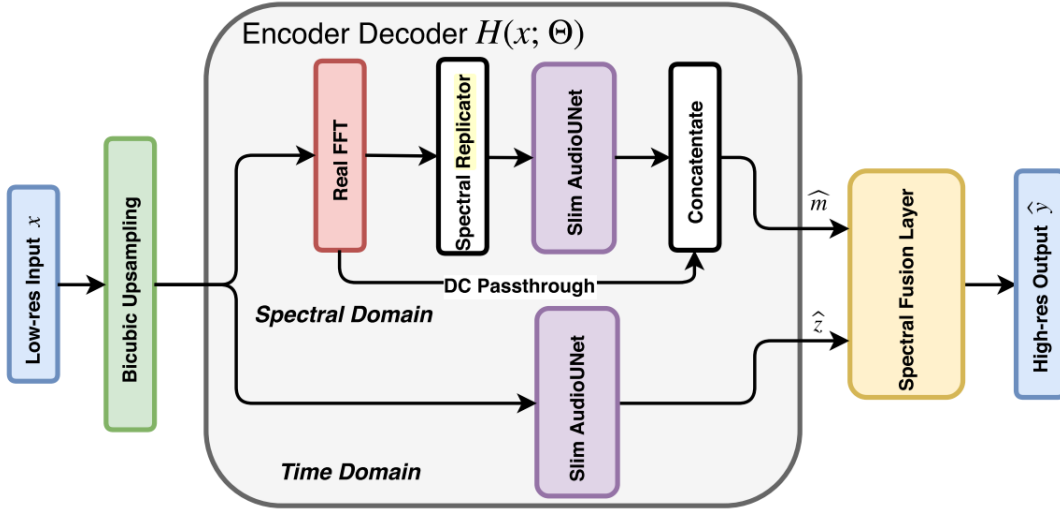 Encoder Decoder H(x; Θ)
Low-res Input x
Bicubic Upsampling
Real FFT
Spectral Replicator
Slim AudioUNet
Concatentate
DC Passthrough
Spectral Domain
Slim AudioUNet
Time Domain
m̂
ẑ
Spectral Fusion Layer
High-res Output ŷ